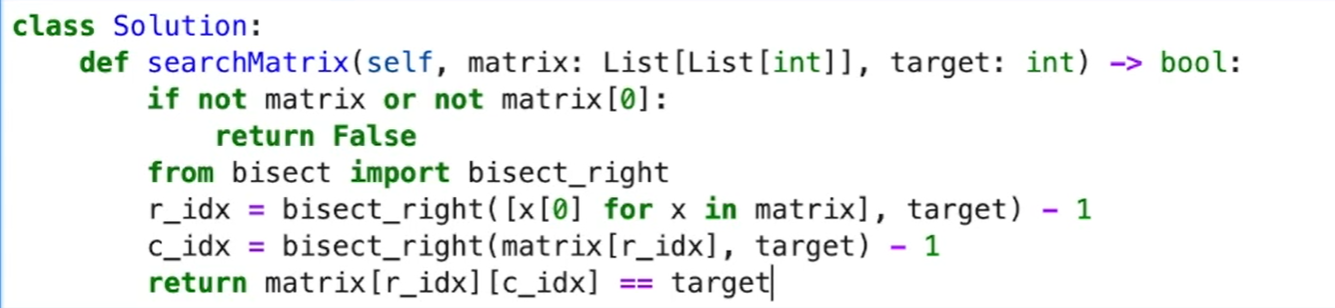 class Solution:
    def searchMatrix(self, matrix: List[List[int]], target: int) -> bool:
        if not matrix or not matrix[0]:
            return False
        from bisect import bisect_right
        r_idx = bisect_right([x[0] for x in matrix], target) - 1
        c_idx = bisect_right(matrix[r_idx], target) - 1
        return matrix[r_idx][c_idx] == target